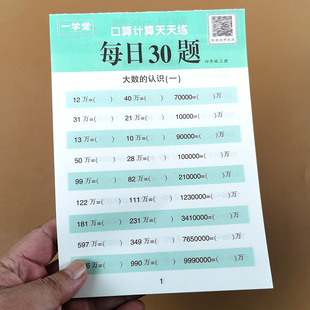 一学堂
口算计算天天练
每日30题 四年级上册
大数的认识(一)
12万=( ) 40万=( ) 70000=( )万
31万=( ) 21万=( ) 10000=( )万
13万=( ) 10万=( ) 90000=( )万
50万=( ) 28万=( ) 100000=( )万
99万=( ) 82万=( ) 210000=( )万
122万=( ) 111万=( ) 1230000=( )万
181万=( ) 231万=( ) 3410000=( )万
597万=( ) 349万=( ) 7650000=( )万
6万=( ) 990万=( ) 9990000=( )万
1